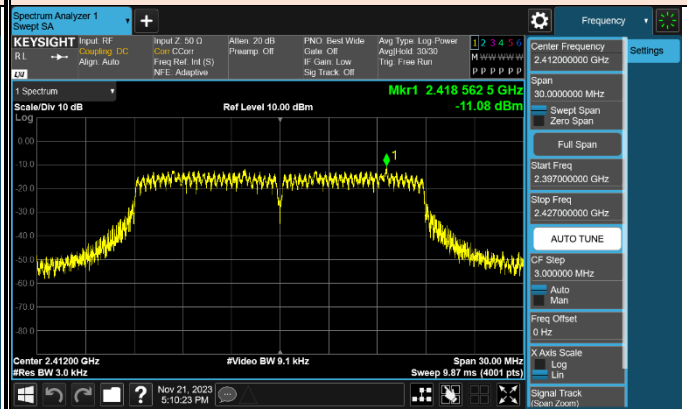 Spectrum Analyzer 1
Swept SA
+
Frequency
KEYSIGHT
R L
LXI
Input: RF
Coupling: DC
Align: Auto
Input Z: 50 Ω
Corr CCorr
Freq Ref: Int (S)
NFE: Adaptive
Atten: 20 dB
Preamp: Off
PNO: Best Wide
Gate: Off
IF Gain: Low
Sig Track: Off
Avg Type: Log-Power
Avg|Hold: 30/30
Trig: Free Run
1 2 3 4 5 6
M W W W W W
P P P P P P
1 Spectrum
Scale/Div 10 dB
Log
Ref Level 10.00 dBm
Mkr1 2.418 562 5 GHz
-11.08 dBm
1
0.00
-10.0
-20.0
-30.0
-40.0
-50.0
-60.0
-70.0
-80.0
Center 2.41200 GHz
#Res BW 3.0 kHz
#Video BW 9.1 kHz
Span 30.00 MHz
Sweep 9.87 ms (4001 pts)
Nov 21, 2023
5:10:23 PM
?
Center Frequency
2.412000000 GHz
Span
30.0000000 MHz
Swept Span
Zero Span
Full Span
Start Freq
2.397000000 GHz
Stop Freq
2.427000000 GHz
AUTO TUNE
CF Step
3.000000 MHz
Auto
Man
Freq Offset
0 Hz
X Axis Scale
Log
Lin
Signal Track
(Span Zoom)
Settings